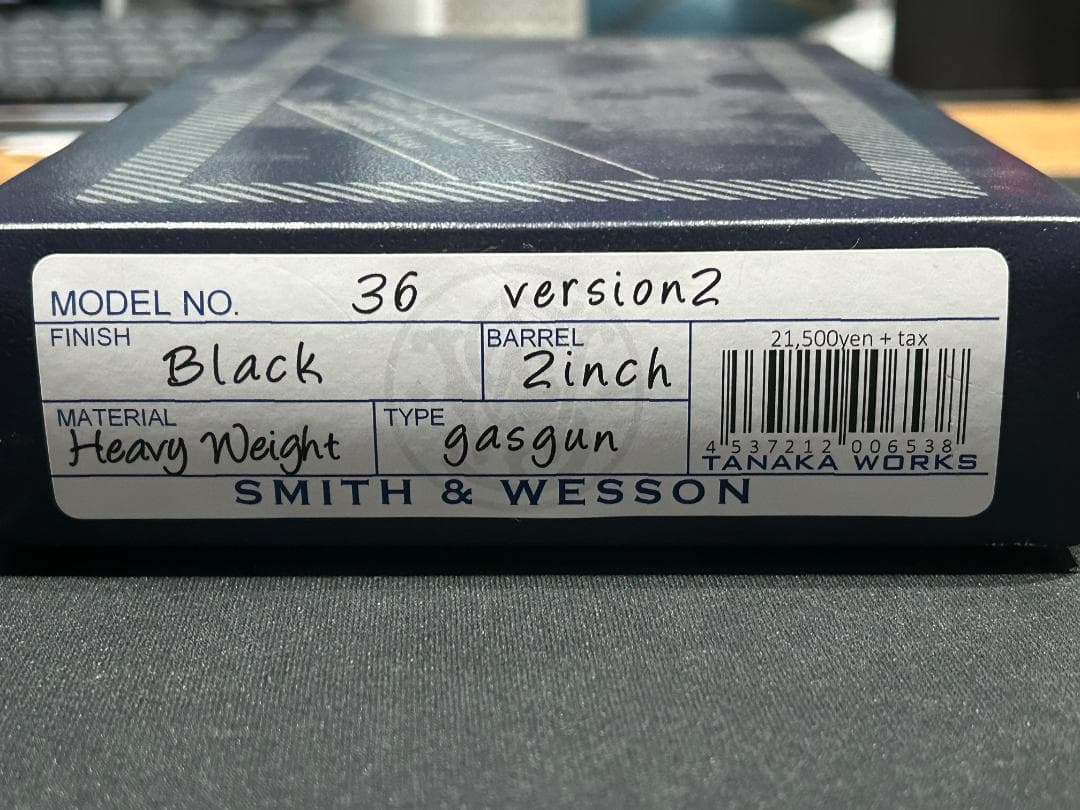 MODEL NO. 36 version2
FINISH Black
BARREL 2inch
21,500yen + tax
MATERIAL Heavy Weight
TYPE gasgun
4 537212 006538
TANAKA WORKS
SMITH & WESSON